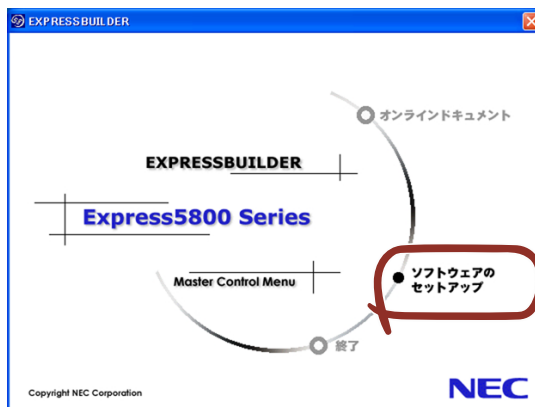 EXPRESSBUILDER
オンラインドキュメント
EXPRESSBUILDER
Express5800 Series
ソフトウェアの
セットアップ
Master Control Menu
終了
Copyright NEC Corporation
NEC